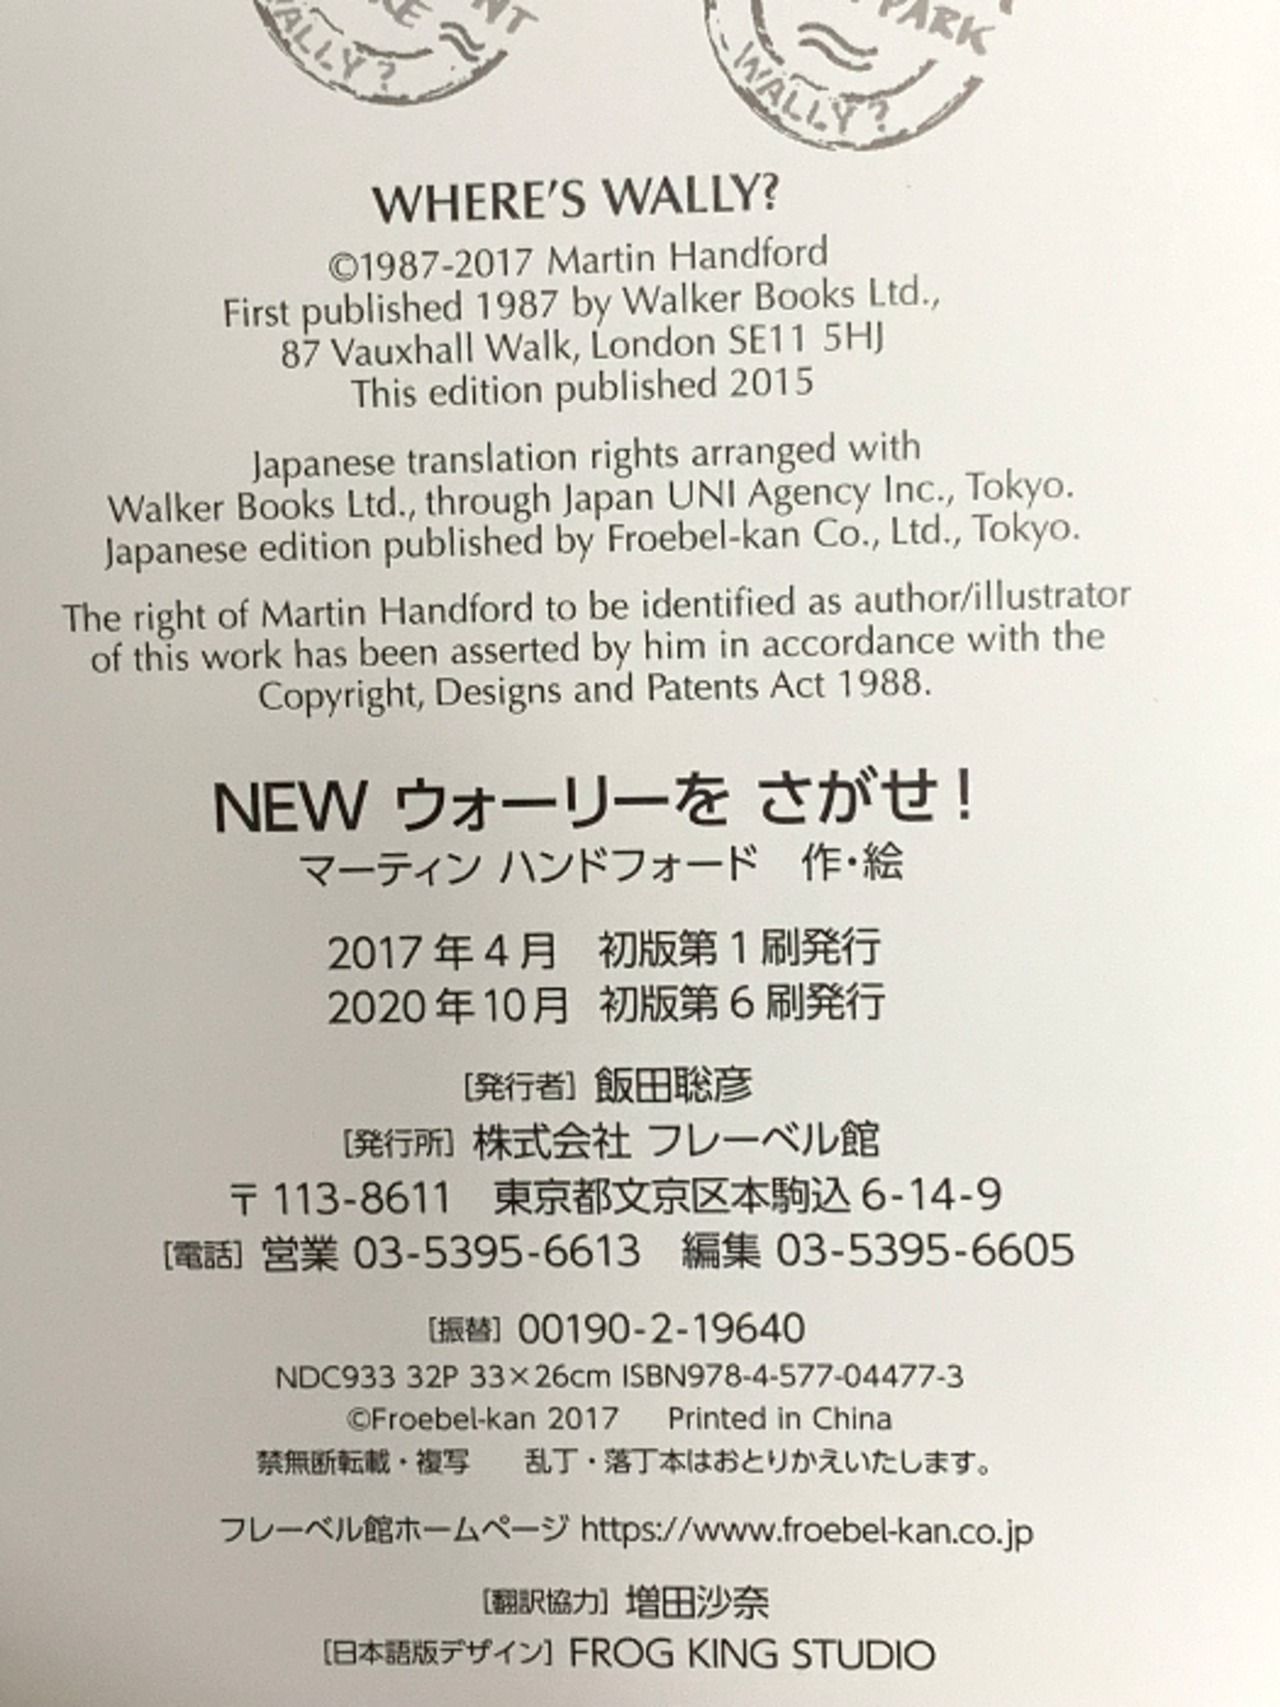 WALLY?
PARK
WALLY?
WHERE'S WALLY?
©1987-2017 Martin Handford
First published 1987 by Walker Books Ltd.,
87 Vauxhall Walk, London SE11 5HJ
This edition published 2015
Japanese translation rights arranged with
Walker Books Ltd., through Japan UNI Agency Inc., Tokyo.
Japanese edition published by Froebel-kan Co., Ltd., Tokyo.
The right of Martin Handford to be identified as author/illustrator
of this work has been asserted by him in accordance with the
Copyright, Designs and Patents Act 1988.
NEW ウォーリーを さがせ！
マーティン ハンドフォード　作・絵
2017 年 4 月　初版第 1 刷発行
2020 年 10 月　初版第 6 刷発行
[発行者] 飯田聡彦
[発行所] 株式会社 フレーベル館
〒 113-8611　東京都文京区本駒込 6-14-9
[電話] 営業 03-5395-6613　編集 03-5395-6605
[振替] 00190-2-19640
NDC933 32P 33×26cm ISBN978-4-577-04477-3
©Froebel-kan 2017　Printed in China
禁無断転載・複写　乱丁・落丁本はおとりかえいたします。
フレーベル館ホームページ https://www.froebel-kan.co.jp
[翻訳協力] 増田沙奈
[日本語版デザイン] FROG KING STUDIO